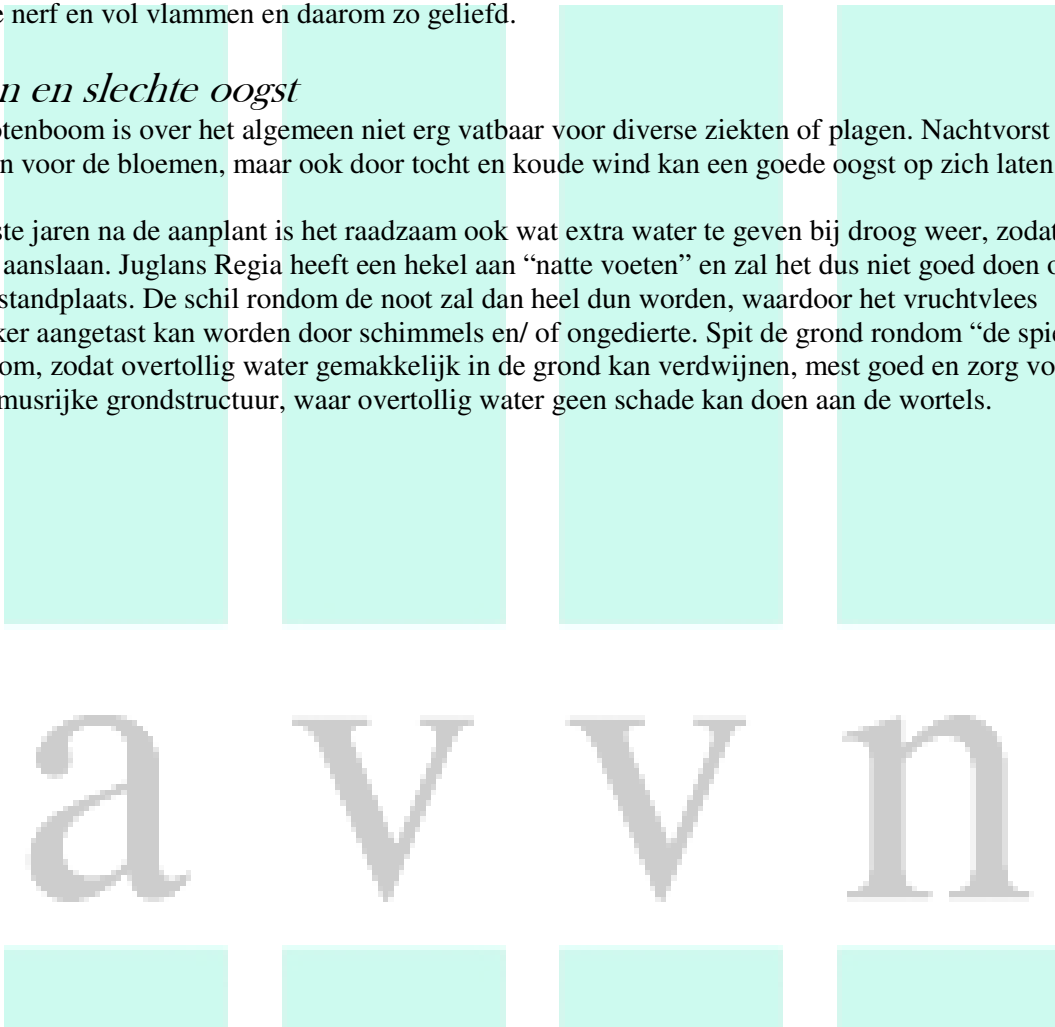 e nerf en vol vlammen en daarom zo geliefd.
n en slechte oogst
otenboom is over het algemeen niet erg vatbaar voor diverse ziekten of plagen. Nachtvorst
n voor de bloemen, maar ook door tocht en koude wind kan een goede oogst op zich laten
ste jaren na de aanplant is het raadzaam ook wat extra water te geven bij droog weer, zodat
aanslaan. Juglans Regia heeft een hekel aan “natte voeten” en zal het dus niet goed doen o
standplaats. De schil rondom de noot zal dan heel dun worden, waardoor het vruchtvlees
ker aangetast kan worden door schimmels en/ of ongedierte. Spit de grond rondom “de spie
om, zodat overtollig water gemakkelijk in de grond kan verdwijnen, mest goed en zorg vo
musrijke grondstructuur, waar overtollig water geen schade kan doen aan de wortels.
a v v n